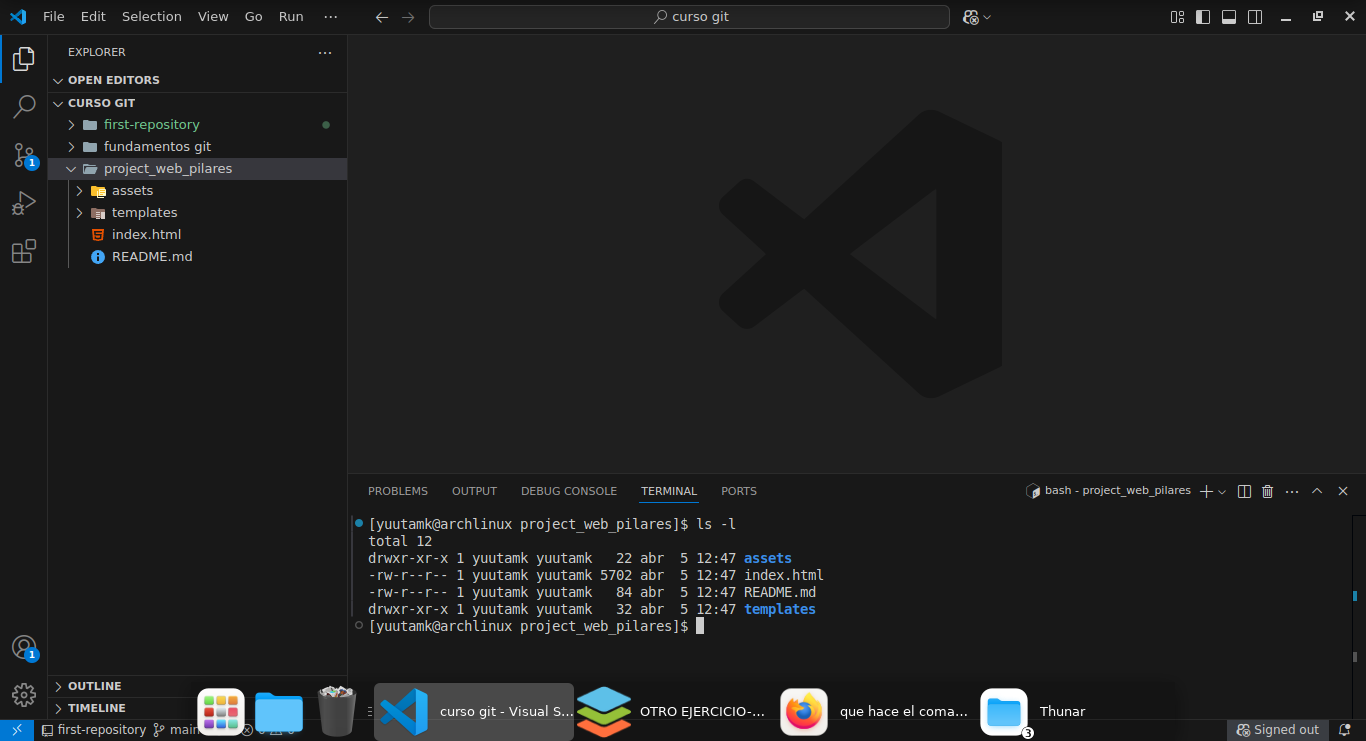 File Edit Selection View Go Run ··· curso git
EXPLORER ···
OPEN EDITORS
CURSO GIT
first-repository
fundamentos git
project_web_pilares
assets
templates
index.html
README.md
1
PROBLEMS OUTPUT DEBUG CONSOLE TERMINAL PORTS bash - project_web_pilares
[yuutamk@archlinux project_web_pilares]$ ls -l
total 12
drwxr-xr-x 1 yuutamk yuutamk   22 abr  5 12:47 assets
-rw-r--r-- 1 yuutamk yuutamk 5702 abr  5 12:47 index.html
-rw-r--r-- 1 yuutamk yuutamk   84 abr  5 12:47 README.md
drwxr-xr-x 1 yuutamk yuutamk   32 abr  5 12:47 templates
[yuutamk@archlinux project_web_pilares]$
1
OUTLINE
TIMELINE
curso git - Visual S... OTRO EJERCICIO-... que hace el coma... Thunar
3
first-repository main Signed out